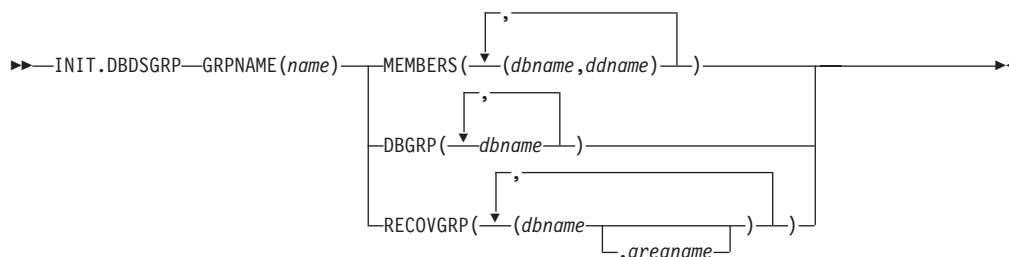 ,
INIT.DBDSGRP GRPNAME(name) MEMBERS( (dbname,ddname) )
,
DBGRP( dbname )
,
RECOVGRP( (dbname ) )
,areaname